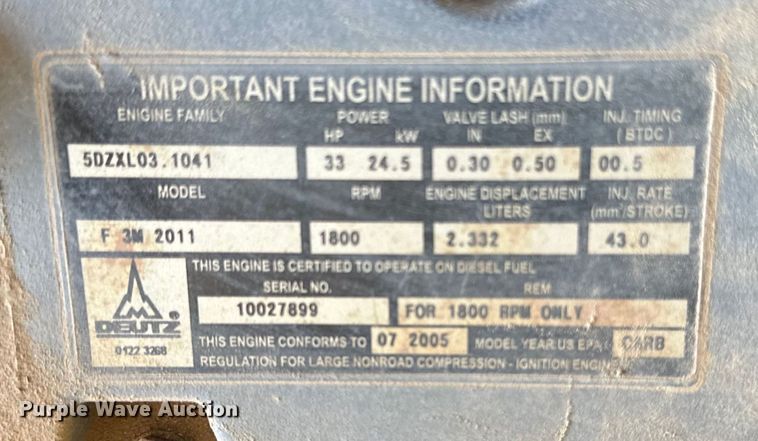 IMPORTANT ENGINE INFORMATION
ENIGINE FAMILY POWER VALVE LASH (mm) INJ. TIMING
HP kW IN EX (BTDC)
5DZXL03.1041 33 24.5 0.30 0.50 00.5
MODEL RPM ENGINE DISPLACEMENT INJ. RATE
LITERS (mm³/STROKE)
F 3M 2011 1800 2.332 43.0
THIS ENGINE IS CERTIFIED TO OPERATE ON DIESEL FUEL
SERIAL NO. REM
10027899 FOR 1800 RPM ONLY
DEUTZ ®
0122 3268
THIS ENGINE CONFORMS TO 07 2005 MODEL YEAR US EPA CARB
REGULATION FOR LARGE NONROAD COMPRESSION - IGNITION ENGINES
Purple Wave Auction